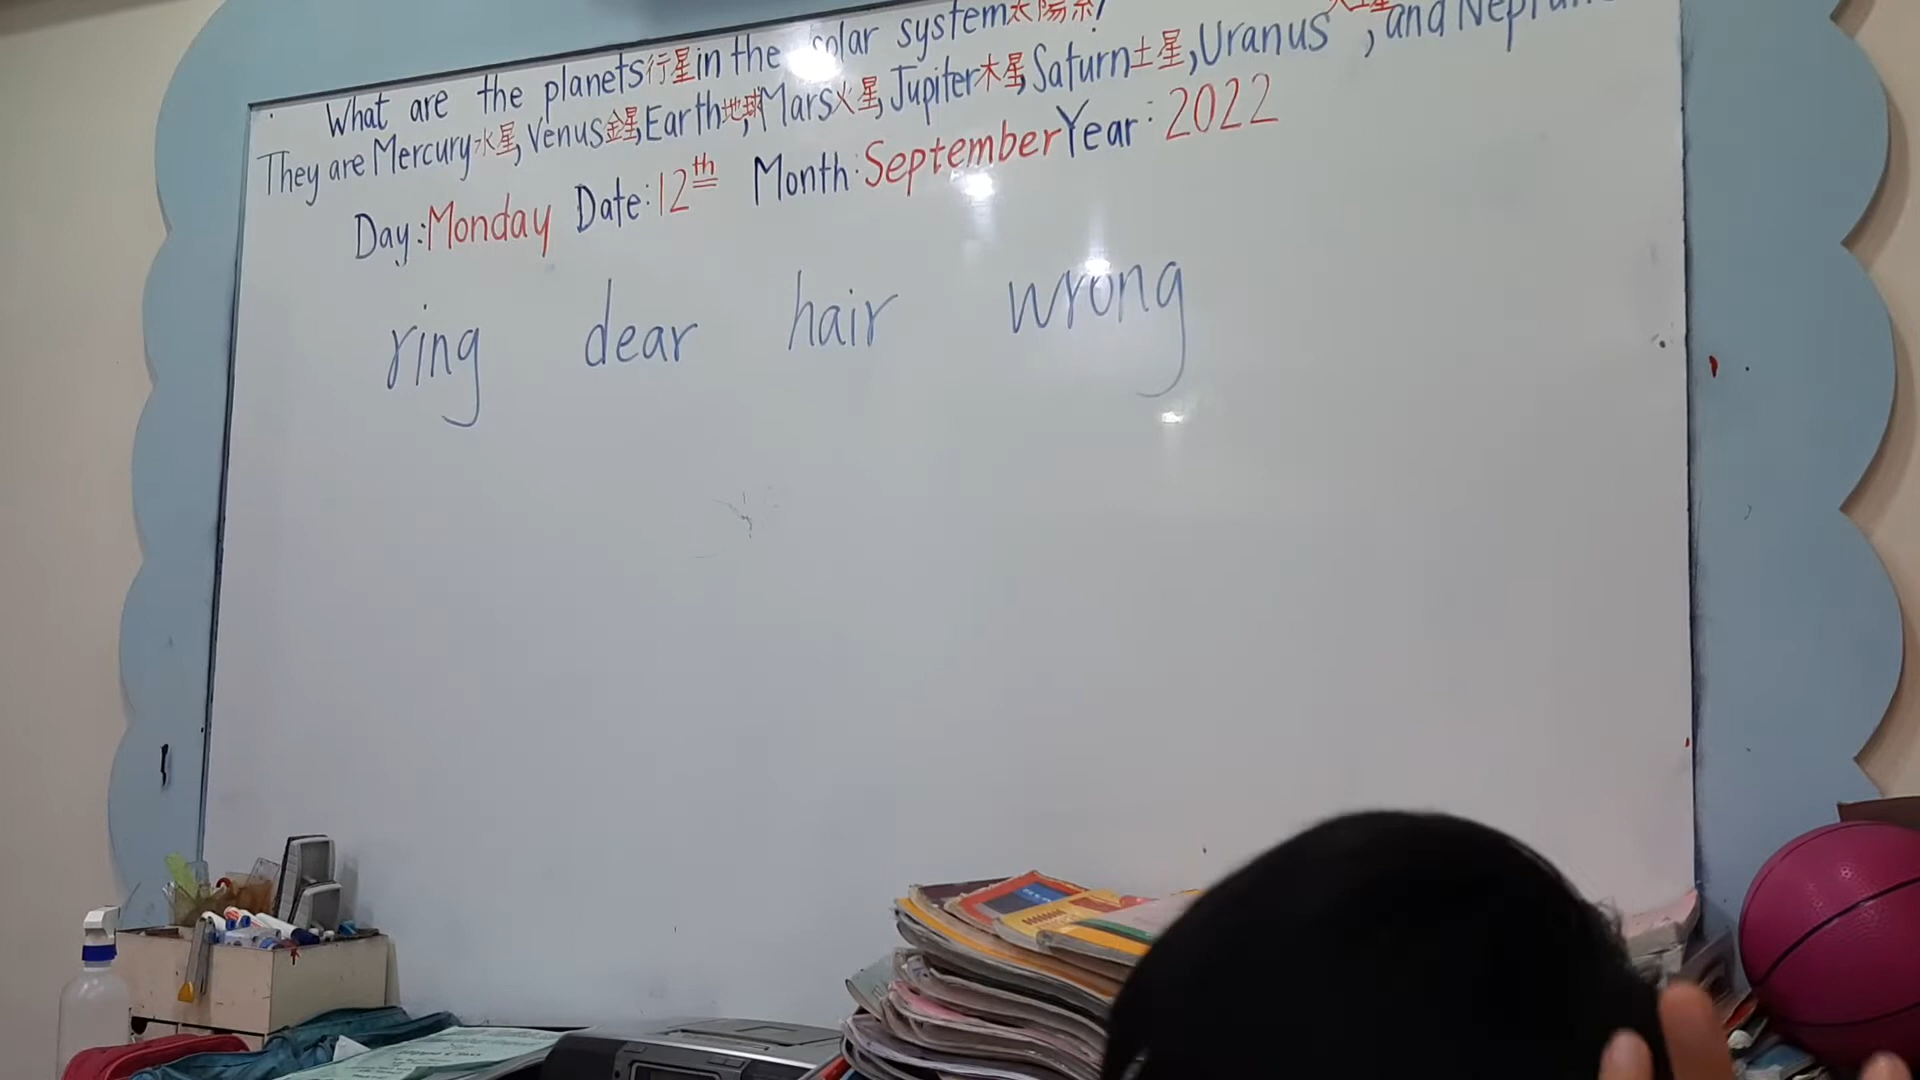 What are the planets行星in the solar system太陽系?
They are Mercury水星, Venus金星, Earth地球, Mars火星, Jupiter木星, Saturn土星, Uranus, and Neptune
Day:Monday Date:12th Month:September Year:2022
ring dear hair wrong